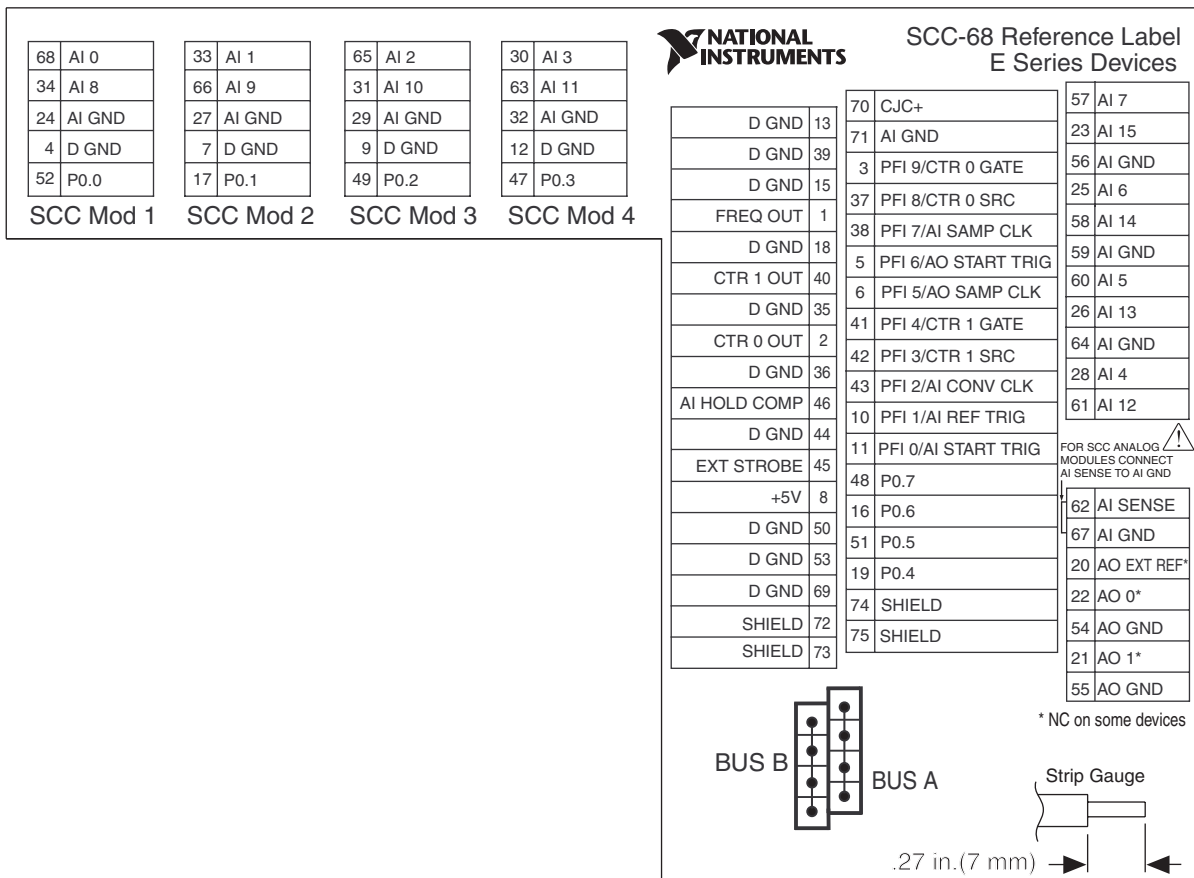 NATIONAL
INSTRUMENTS
SCC-68 Reference Label
E Series Devices
68 AI 0
34 AI 8
24 AI GND
4 D GND
52 P0.0
SCC Mod 1
33 AI 1
66 AI 9
27 AI GND
7 D GND
17 P0.1
SCC Mod 2
65 AI 2
31 AI 10
29 AI GND
9 D GND
49 P0.2
SCC Mod 3
30 AI 3
63 AI 11
32 AI GND
12 D GND
47 P0.3
SCC Mod 4
D GND 13
D GND 39
D GND 15
FREQ OUT 1
D GND 18
CTR 1 OUT 40
D GND 35
CTR 0 OUT 2
D GND 36
AI HOLD COMP 46
D GND 44
EXT STROBE 45
+5V 8
D GND 50
D GND 53
D GND 69
SHIELD 72
SHIELD 73
70 CJC+
71 AI GND
3 PFI 9/CTR 0 GATE
37 PFI 8/CTR 0 SRC
38 PFI 7/AI SAMP CLK
5 PFI 6/AO START TRIG
6 PFI 5/AO SAMP CLK
41 PFI 4/CTR 1 GATE
42 PFI 3/CTR 1 SRC
43 PFI 2/AI CONV CLK
10 PFI 1/AI REF TRIG
11 PFI 0/AI START TRIG
48 P0.7
16 P0.6
51 P0.5
19 P0.4
74 SHIELD
75 SHIELD
57 AI 7
23 AI 15
56 AI GND
25 AI 6
58 AI 14
59 AI GND
60 AI 5
26 AI 13
64 AI GND
28 AI 4
61 AI 12
FOR SCC ANALOG
MODULES CONNECT
AI SENSE TO AI GND
62 AI SENSE
67 AI GND
20 AO EXT REF*
22 AO 0*
54 AO GND
21 AO 1*
55 AO GND
* NC on some devices
BUS B
BUS A
Strip Gauge
.27 in.(7 mm)